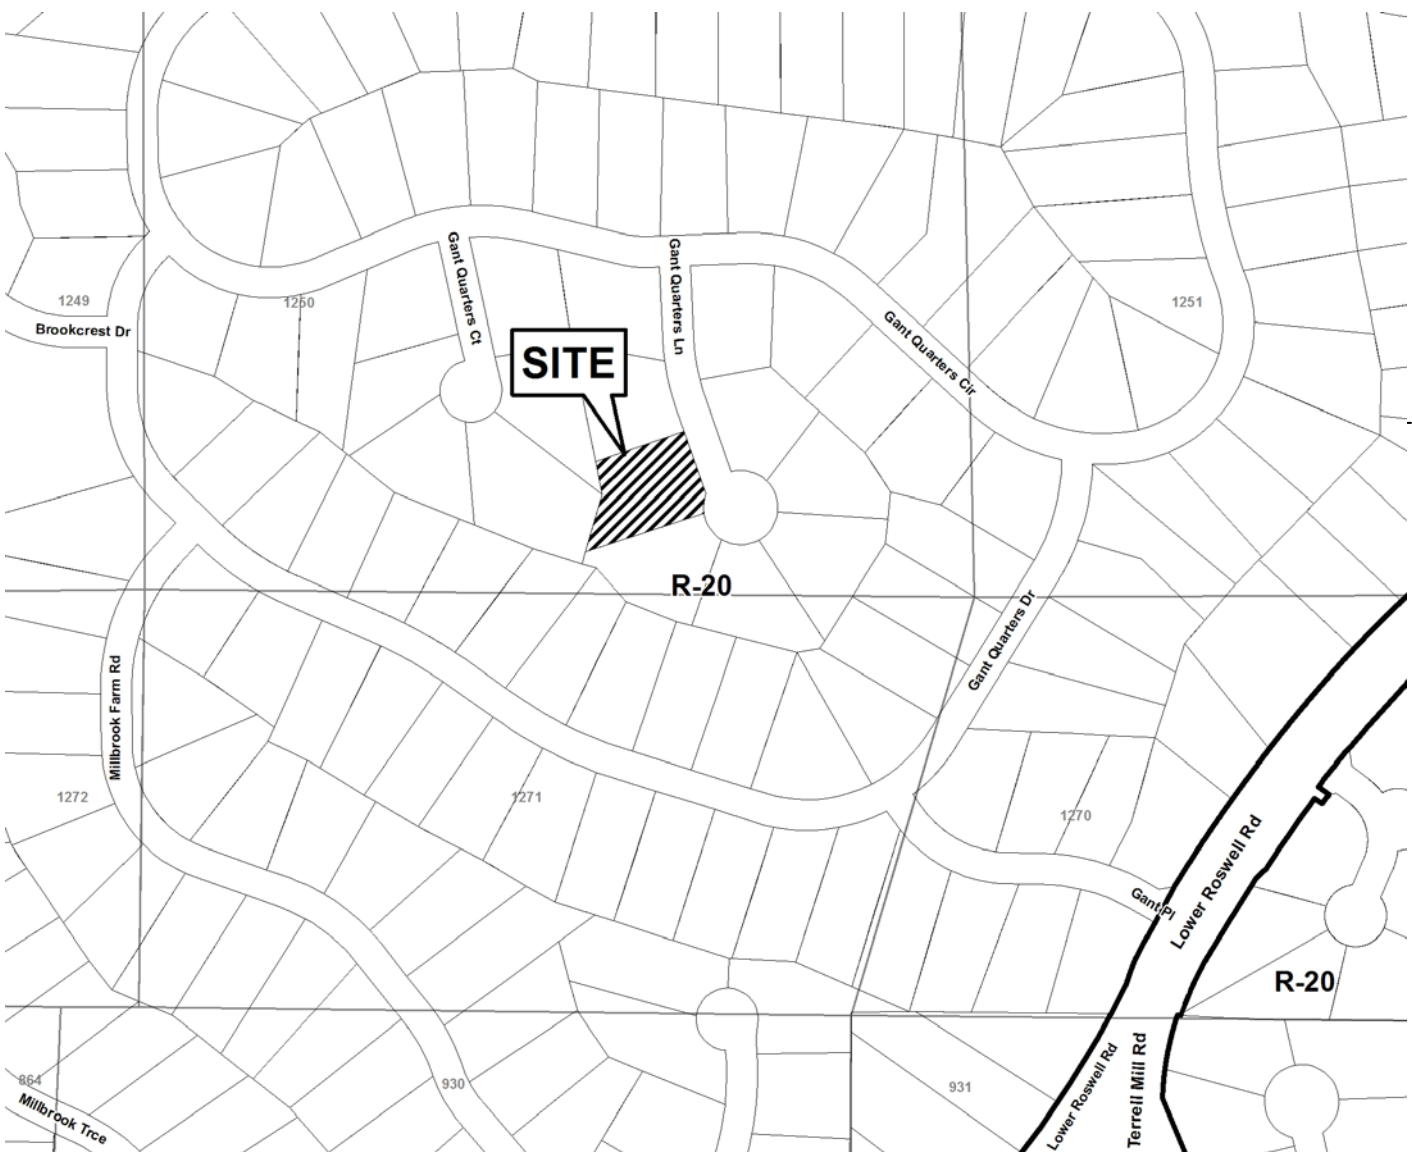 Gant Quarters Ct
Gant Quarters Ln
1249
1250
1251
Brookcrest Dr
Gant Quarters Cir
SITE
R-20
Gant Quarters Dr
Millbrook Farm Rd
1272
1271
1270
Lower Roswell Rd
Gant Pl
R-20
864
930
931
Millbrook Trce
Lower Roswell Rd
Terrell Mill Rd